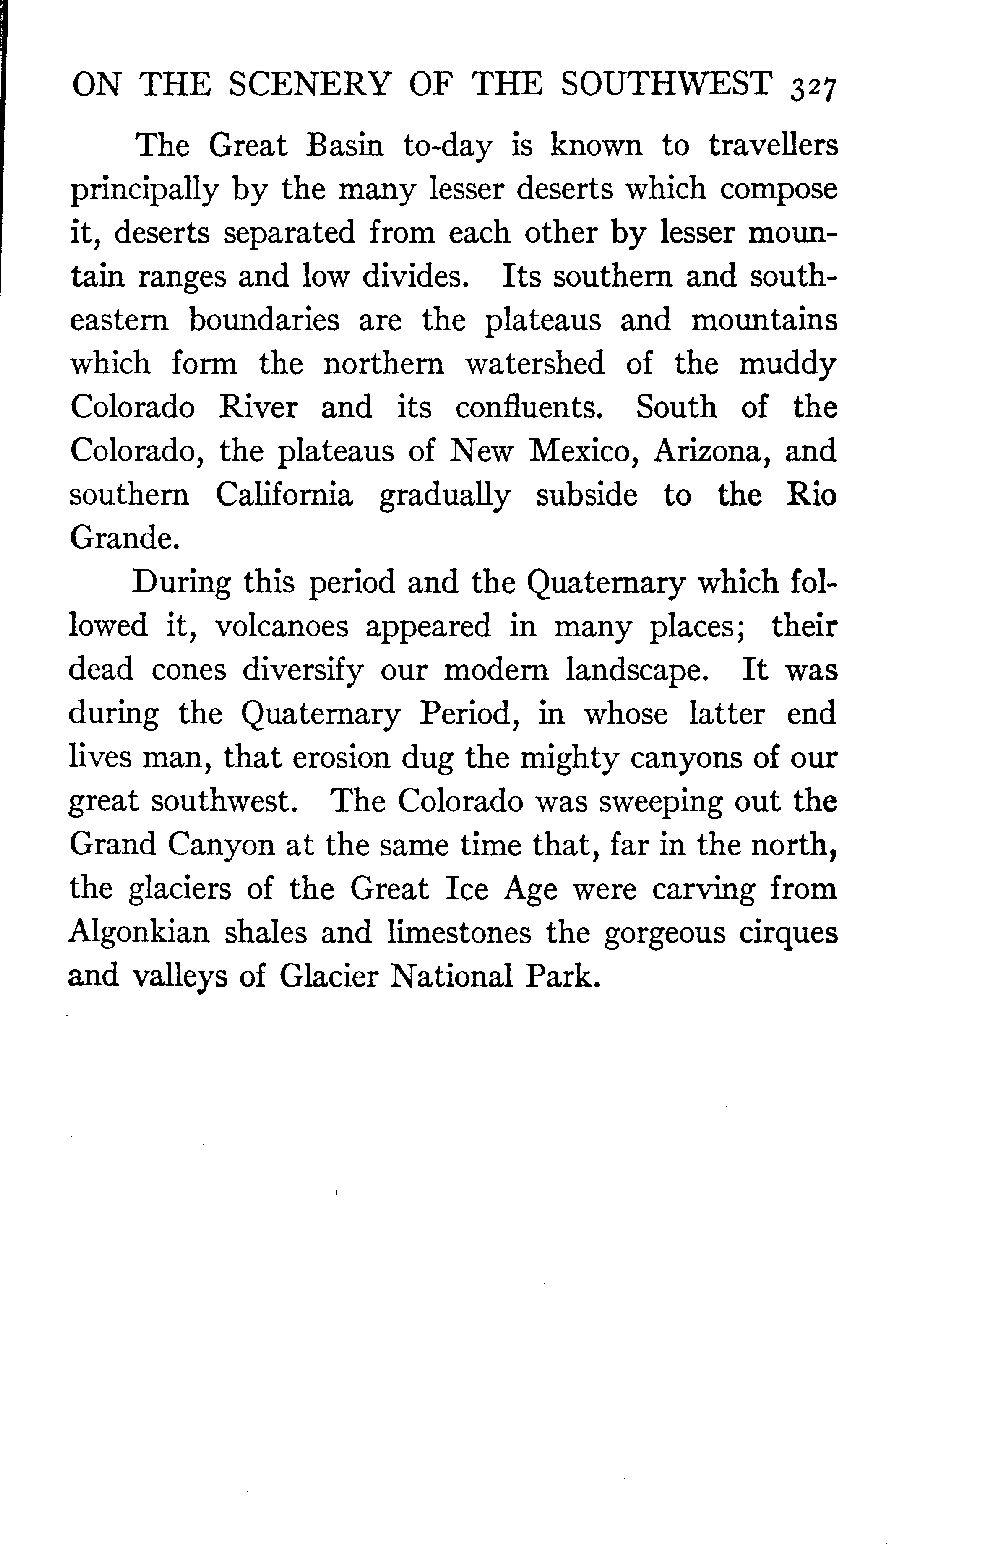 ON THE SCENERY OF THE SOUTHWEST 327
The Great Basin to-day is known to travellers
principally by the many lesser deserts which compose
it, deserts separated from each other by lesser moun-
tain ranges and low divides. Its southern and south-
eastern boundaries are the plateaus and mountains
which form the northern watershed of the muddy
Colorado River and its confluents. South of the
Colorado, the plateaus of New Mexico, Arizona, and
southern California gradually subside to the Rio
Grande.
During this period and the Quaternary which fol-
lowed it, volcanoes appeared in many places; their
dead cones diversify our modern landscape. It was
during the Quaternary Period, in whose latter end
lives man, that erosion dug the mighty canyons of our
great southwest. The Colorado was sweeping out the
Grand Canyon at the same time that, far in the north,
the glaciers of the Great Ice Age were carving from
Algonkian shales and limestones the gorgeous cirques
and valleys of Glacier National Park.